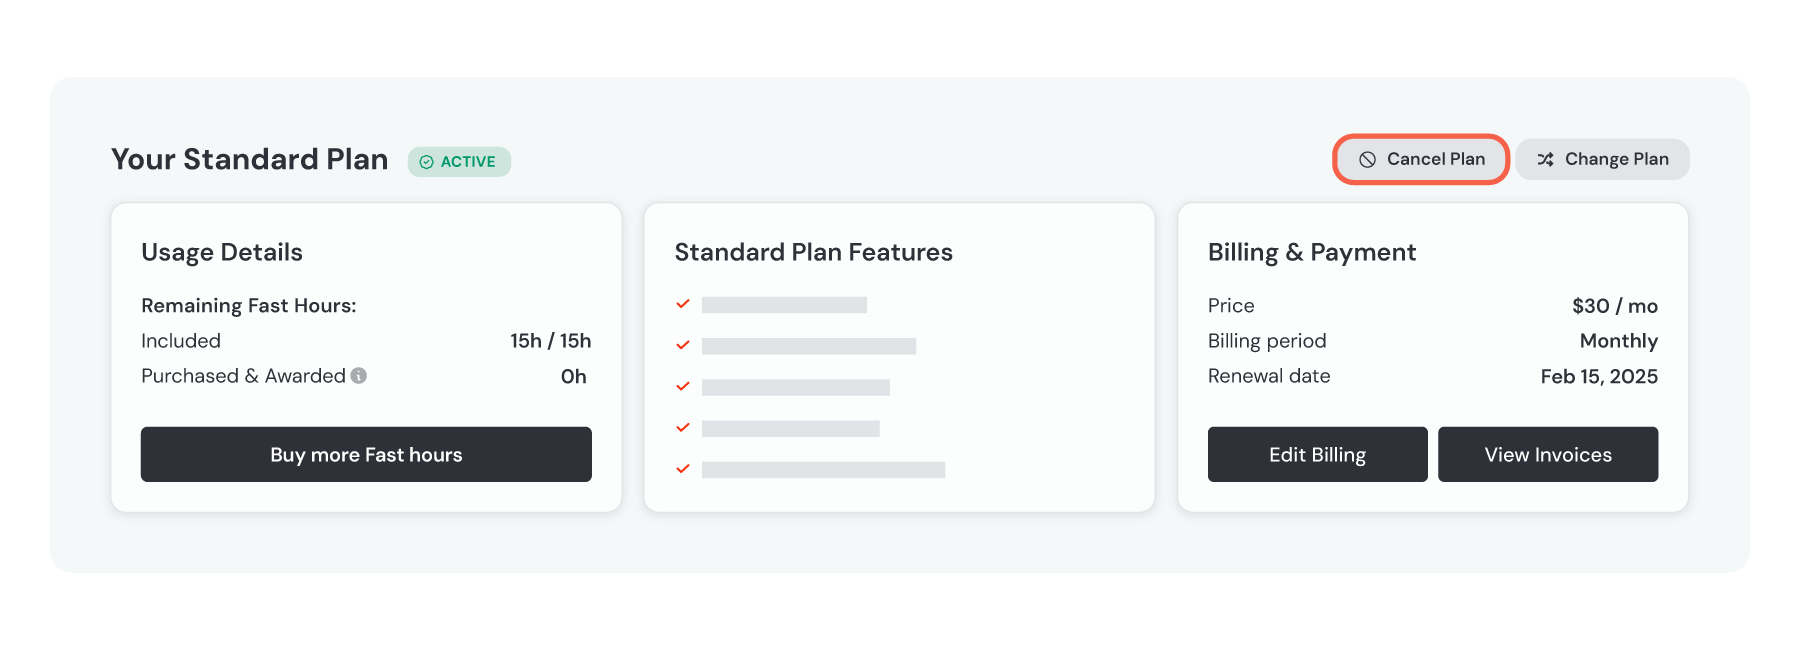 Your Standard Plan ACTIVE
Cancel Plan Change Plan
Usage Details
Remaining Fast Hours:
Included 15h / 15h
Purchased & Awarded 0h
Buy more Fast hours
Standard Plan Features
Billing & Payment
Price $30 / mo
Billing period Monthly
Renewal date Feb 15, 2025
Edit Billing View Invoices